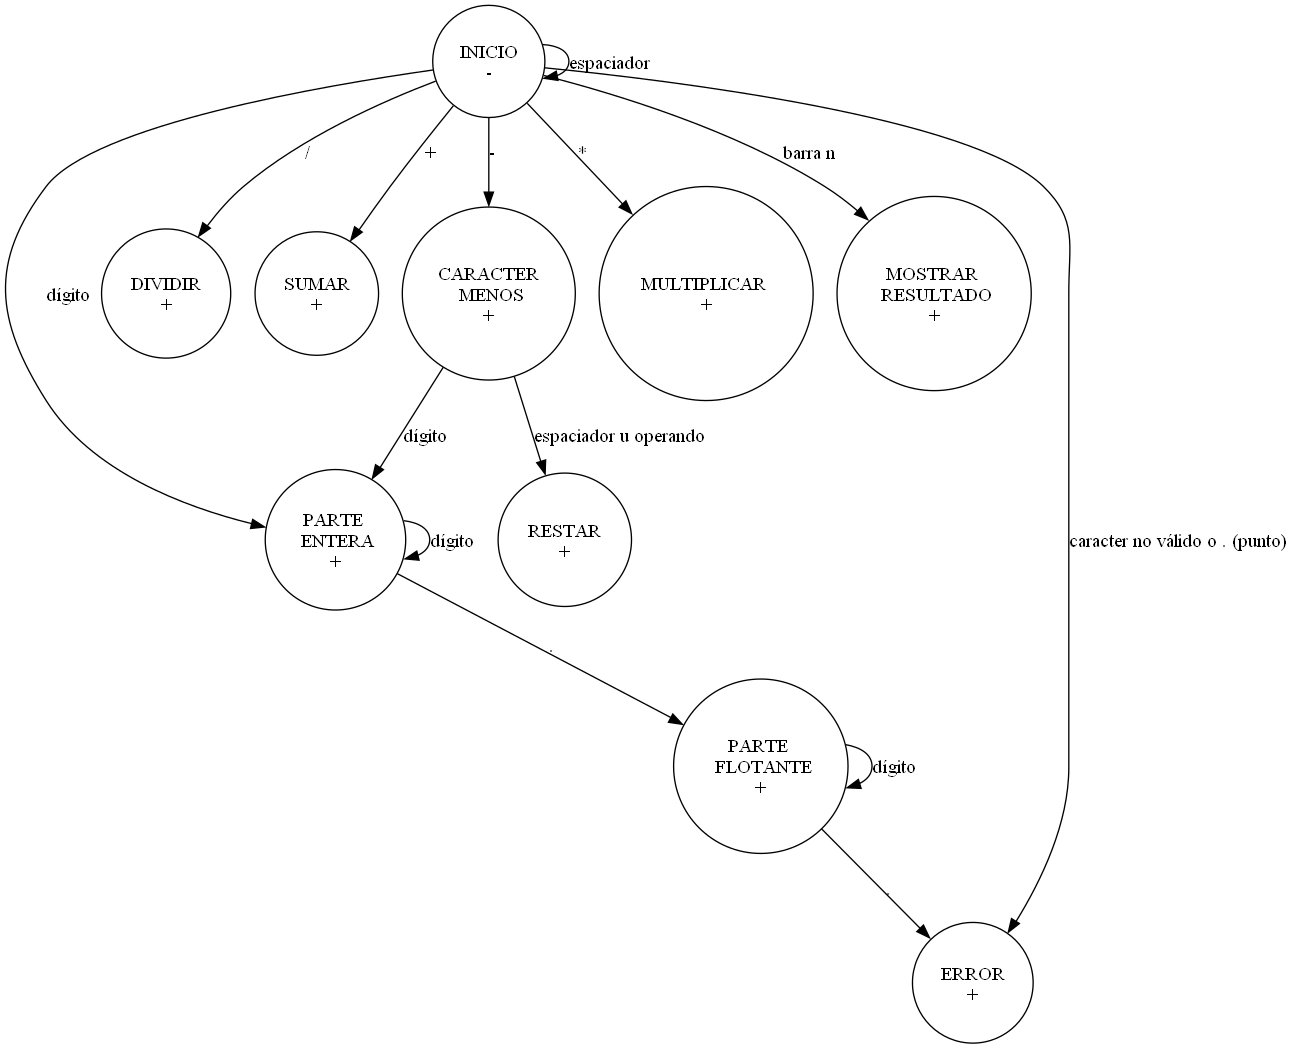 INICIO
-
espaciador
/
+
-
*
barra n
dígito
DIVIDIR
+
SUMAR
+
CARACTER
MENOS
+
MULTIPLICAR
+
MOSTRAR
RESULTADO
+
dígito
espaciador u operando
PARTE
ENTERA
+
dígito
RESTAR
+
caracter no válido o . (punto)
.
PARTE
FLOTANTE
+
dígito
.
ERROR
+